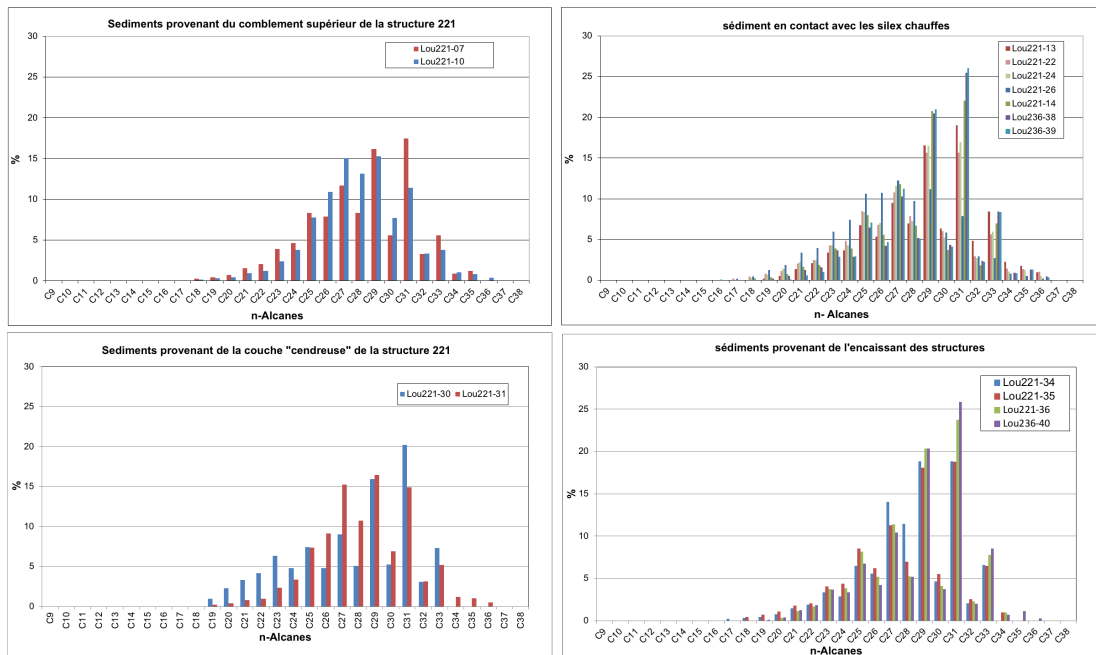 Sediments provenant du comblement supérieur de la structure 221
30
25
20
15
10
5
0
%
Lou221-07
Lou221-10
C9 C10 C11 C12 C13 C14 C15 C16 C17 C18 C19 C20 C21 C22 C23 C24 C25 C26 C27 C28 C29 C30 C31 C32 C33 C34 C35 C36 C37 C38
n-Alcanes
sédiment en contact avec les silex chauffes
30
25
20
15
10
5
0
%
Lou221-13
Lou221-22
Lou221-24
Lou221-26
Lou221-14
Lou236-38
Lou236-39
C9 C10 C11 C12 C13 C14 C15 C16 C17 C18 C19 C20 C21 C22 C23 C24 C25 C26 C27 C28 C29 C30 C31 C32 C33 C34 C35 C36 C37 C38
n- Alcanes
Sediments provenant de la couche "cendreuse" de la structure 221
30
25
20
15
10
5
0
%
Lou221-30 Lou221-31
C9 C10 C11 C12 C13 C14 C15 C16 C17 C18 C19 C20 C21 C22 C23 C24 C25 C26 C27 C28 C29 C30 C31 C32 C33 C34 C35 C36 C37 C38
n-Alcanes
sédiments provenant de l'encaissant des structures
30
25
20
15
10
5
0
%
Lou221-34
Lou221-35
Lou221-36
Lou236-40
C9 C10 C11 C12 C13 C14 C15 C16 C17 C18 C19 C20 C21 C22 C23 C24 C25 C26 C27 C28 C29 C30 C31 C32 C33 C34 C35 C36 C37 C38
n-Alcanes